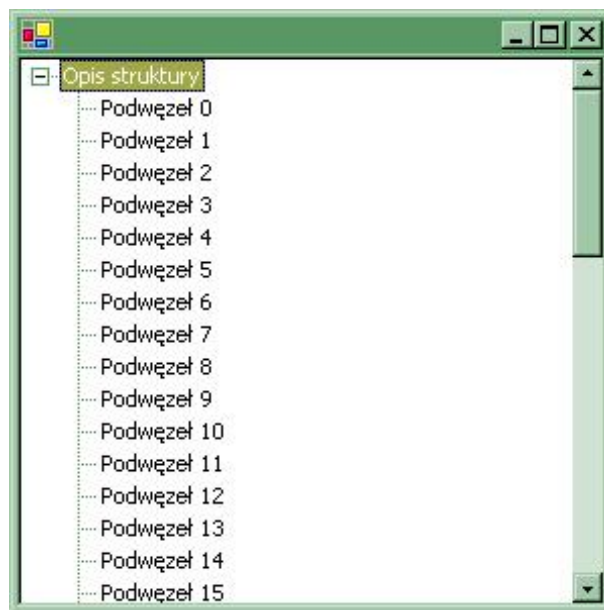 Opis struktury
Podwęzeł 0
Podwęzeł 1
Podwęzeł 2
Podwęzeł 3
Podwęzeł 4
Podwęzeł 5
Podwęzeł 6
Podwęzeł 7
Podwęzeł 8
Podwęzeł 9
Podwęzeł 10
Podwęzeł 11
Podwęzeł 12
Podwęzeł 13
Podwęzeł 14
Podwęzeł 15